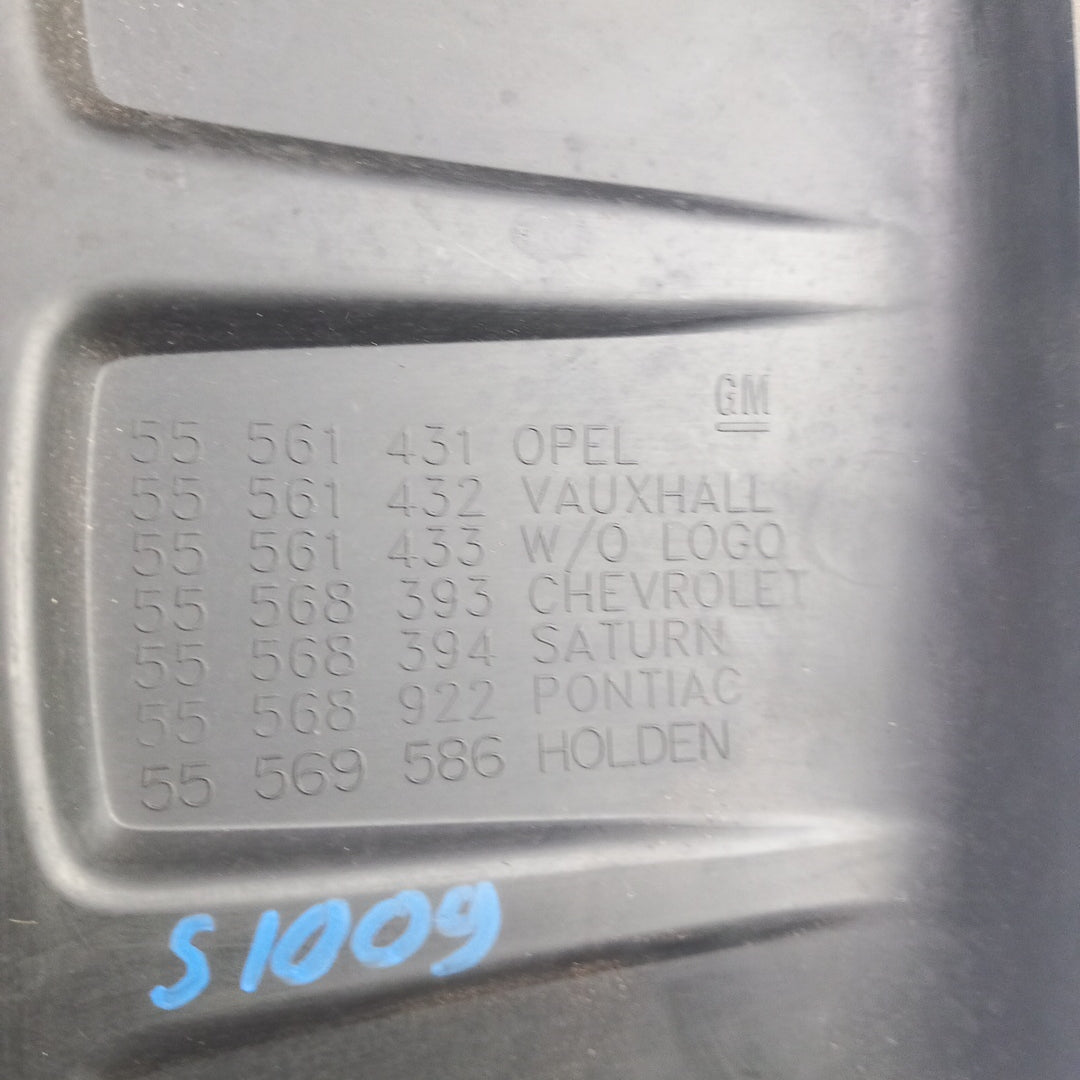 GM
55 561 431 OPEL
55 561 432 VAUXHALL
55 561 433 W/O LOGO
55 568 393 CHEVROLET
55 568 394 SATURN
55 568 922 PONTIAC
55 569 586 HOLDEN
S1009